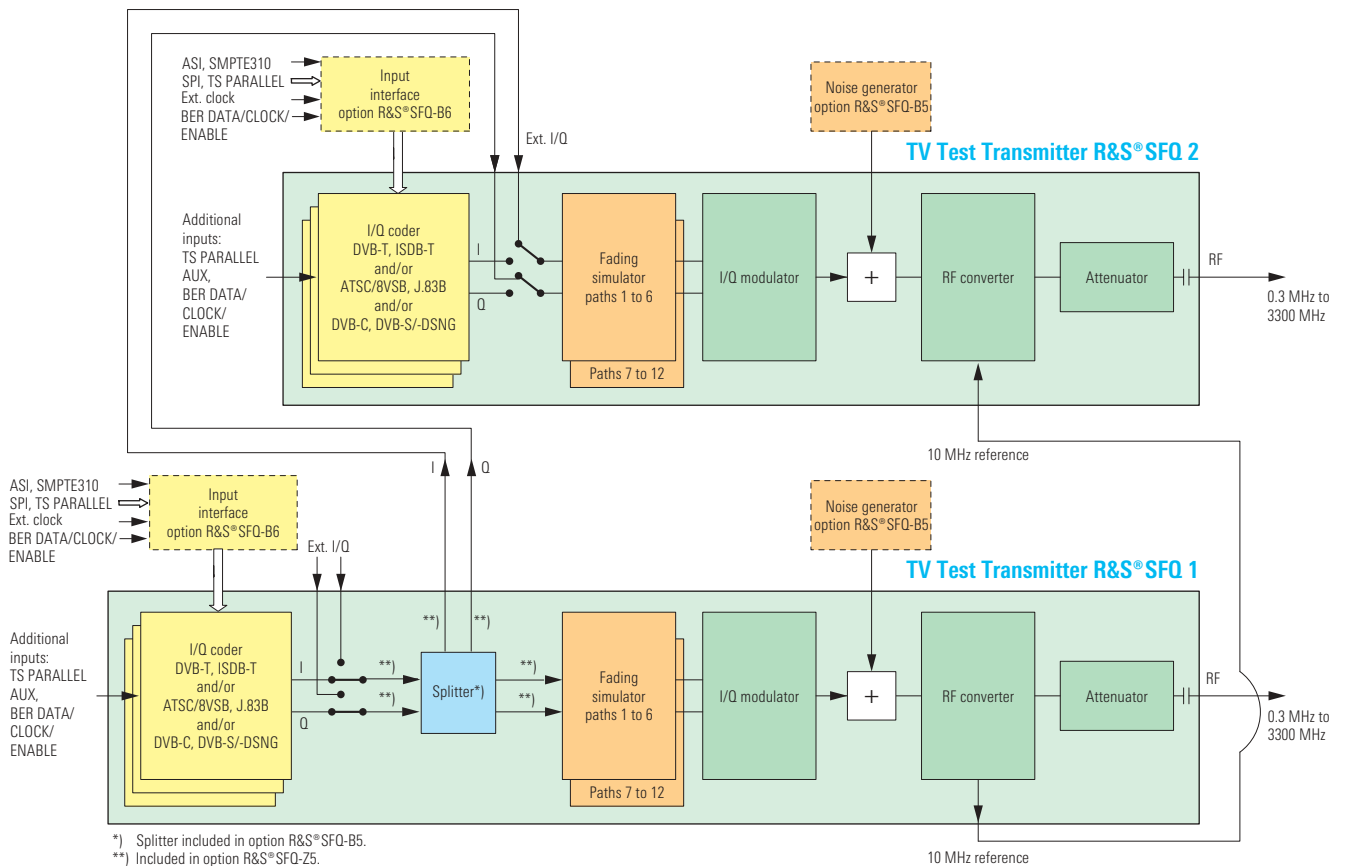 ASI, SMPTE310
SPI, TS PARALLEL
Ext. clock
BER DATA/CLOCK/
ENABLE
Input
interface
option R&S®SFQ-B6
Ext. I/Q
Noise generator
option R&S®SFQ-B5
TV Test Transmitter R&S®SFQ 2
Additional
inputs:
TS PARALLEL
AUX,
BER DATA/
CLOCK/
ENABLE
I/Q coder
DVB-T, ISDB-T
and/or
ATSC/8VSB, J.83B
and/or
DVB-C, DVB-S/-DSNG
I
Q
Fading
simulator
paths 1 to 6
Paths 7 to 12
I/Q modulator
+
RF converter
Attenuator
RF
0.3 MHz to
3300 MHz
10 MHz reference
I
Q
ASI, SMPTE310
SPI, TS PARALLEL
Ext. clock
BER DATA/CLOCK/
ENABLE
Input
interface
option R&S®SFQ-B6
Ext. I/Q
Noise generator
option R&S®SFQ-B5
TV Test Transmitter R&S®SFQ 1
Additional
inputs:
TS PARALLEL
AUX,
BER DATA/
CLOCK/
ENABLE
I/Q coder
DVB-T, ISDB-T
and/or
ATSC/8VSB, J.83B
and/or
DVB-C, DVB-S/-DSNG
I
Q
**)
**)
**)
**)
Splitter*)
**)
**)
Fading
simulator
paths 1 to 6
Paths 7 to 12
I/Q modulator
+
RF converter
Attenuator
RF
0.3 MHz to
3300 MHz
10 MHz reference
*) Splitter included in option R&S®SFQ-B5.
**) Included in option R&S®SFQ-Z5.